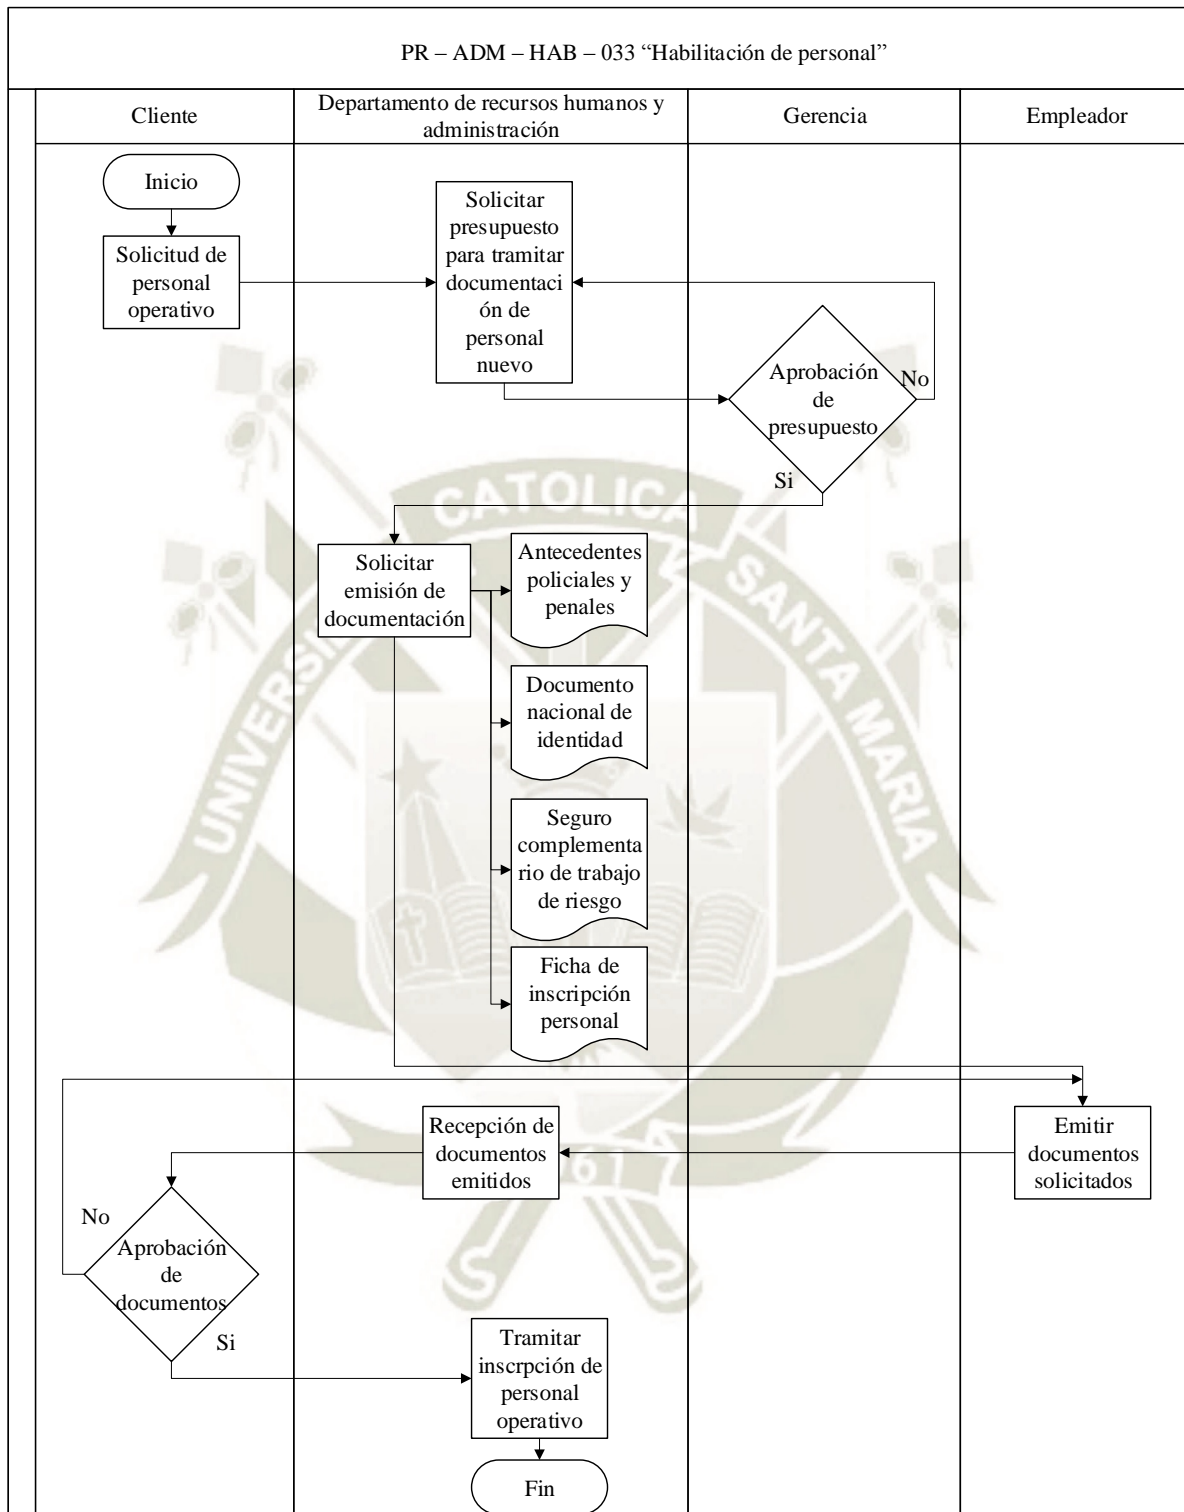 PR – ADM – HAB – 033 “Habilitación de personal”
Cliente
Departamento de recursos humanos y
administración
Gerencia
Empleador
Inicio
Solicitud de
personal
operativo
Solicitar
presupuesto
para tramitar
documentaci
ón de
personal
nuevo
Aprobación
de
presupuesto
No
Si
Solicitar
emisión de
documentación
Antecedentes
policiales y
penales
Documento
nacional de
identidad
Seguro
complementa
rio de trabajo
de riesgo
Ficha de
inscripción
personal
Emitir
documentos
solicitados
Recepción de
documentos
emitidos
No
Aprobación
de
documentos
Si
Tramitar
inscrpción de
personal
operativo
Fin
CATOLICA
SANTA MARIA